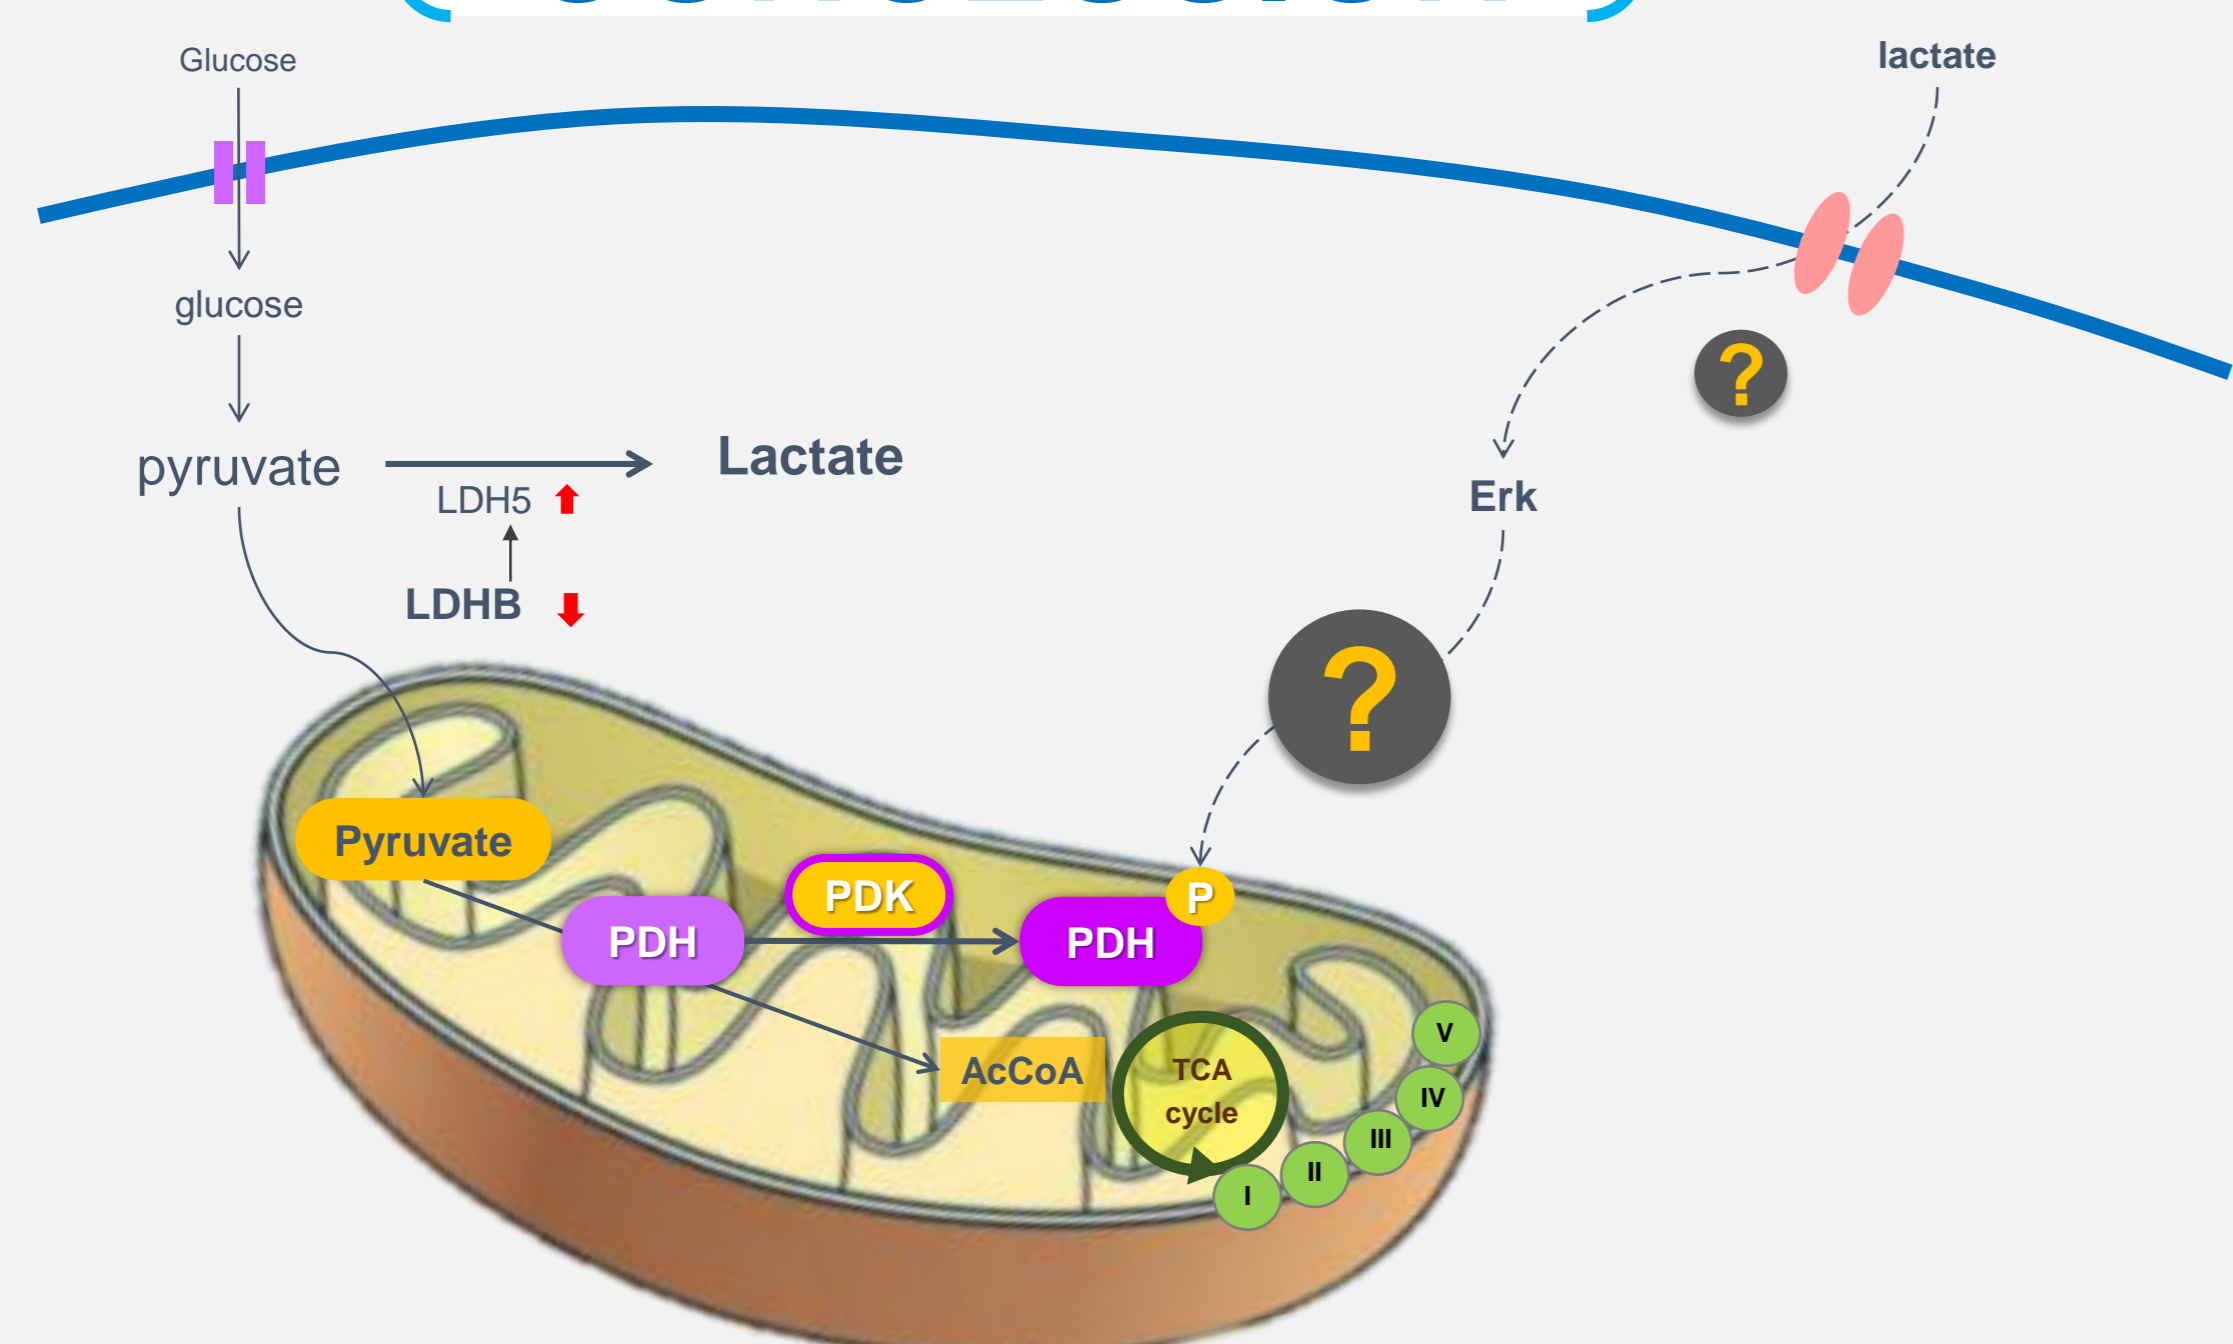 Glucose
lactate
glucose
pyruvate
Lactate
LDH5
LDHB
?
Erk
?
Pyruvate
PDK
P
PDH
PDH
AcCoA
TCA
cycle
V
IV
III
II
I